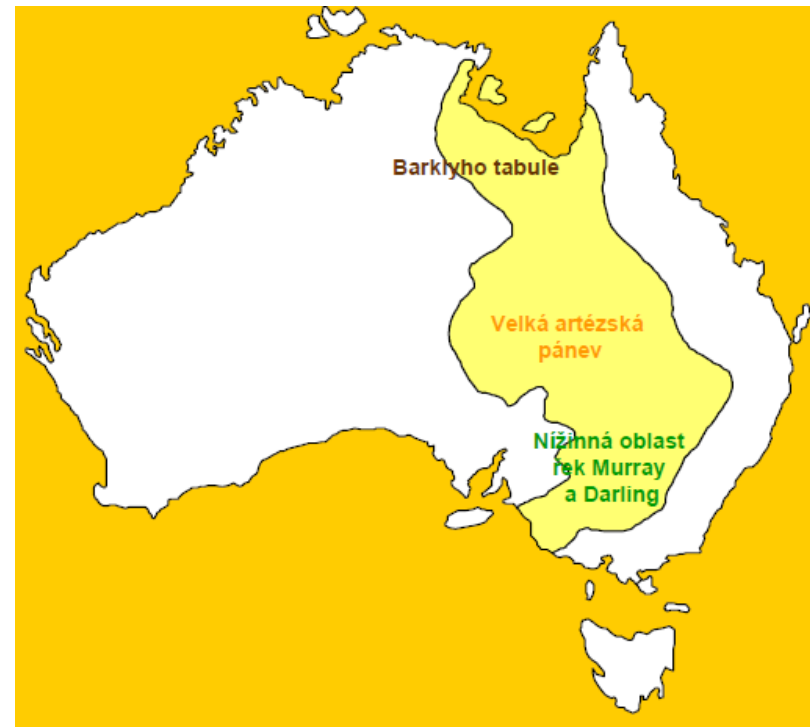 Barklyho tabule
Velká artézská
pánev
Nížinná oblast
řek Murray
a Darling